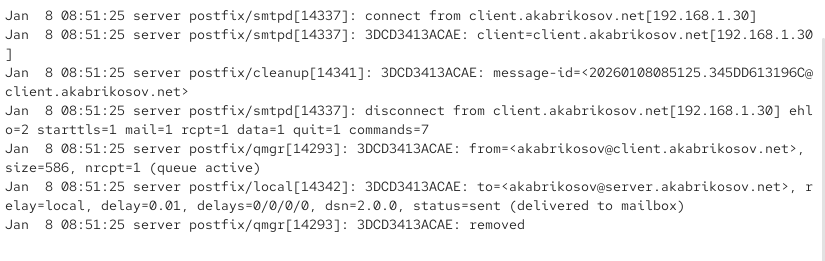 Jan  8 08:51:25 server postfix/smtpd[14337]: connect from client.akabrikosov.net[192.168.1.30]
Jan  8 08:51:25 server postfix/smtpd[14337]: 3DCD3413ACAE: client=client.akabrikosov.net[192.168.1.30
]
Jan  8 08:51:25 server postfix/cleanup[14341]: 3DCD3413ACAE: message-id=<20260108085125.345DD613196C@
client.akabrikosov.net>
Jan  8 08:51:25 server postfix/smtpd[14337]: disconnect from client.akabrikosov.net[192.168.1.30] ehl
o=2 starttls=1 mail=1 rcpt=1 data=1 quit=1 commands=7
Jan  8 08:51:25 server postfix/qmgr[14293]: 3DCD3413ACAE: from=<akabrikosov@client.akabrikosov.net>,
size=586, nrcpt=1 (queue active)
Jan  8 08:51:25 server postfix/local[14342]: 3DCD3413ACAE: to=<akabrikosov@server.akabrikosov.net>, r
elay=local, delay=0.01, delays=0/0/0/0, dsn=2.0.0, status=sent (delivered to mailbox)
Jan  8 08:51:25 server postfix/qmgr[14293]: 3DCD3413ACAE: removed